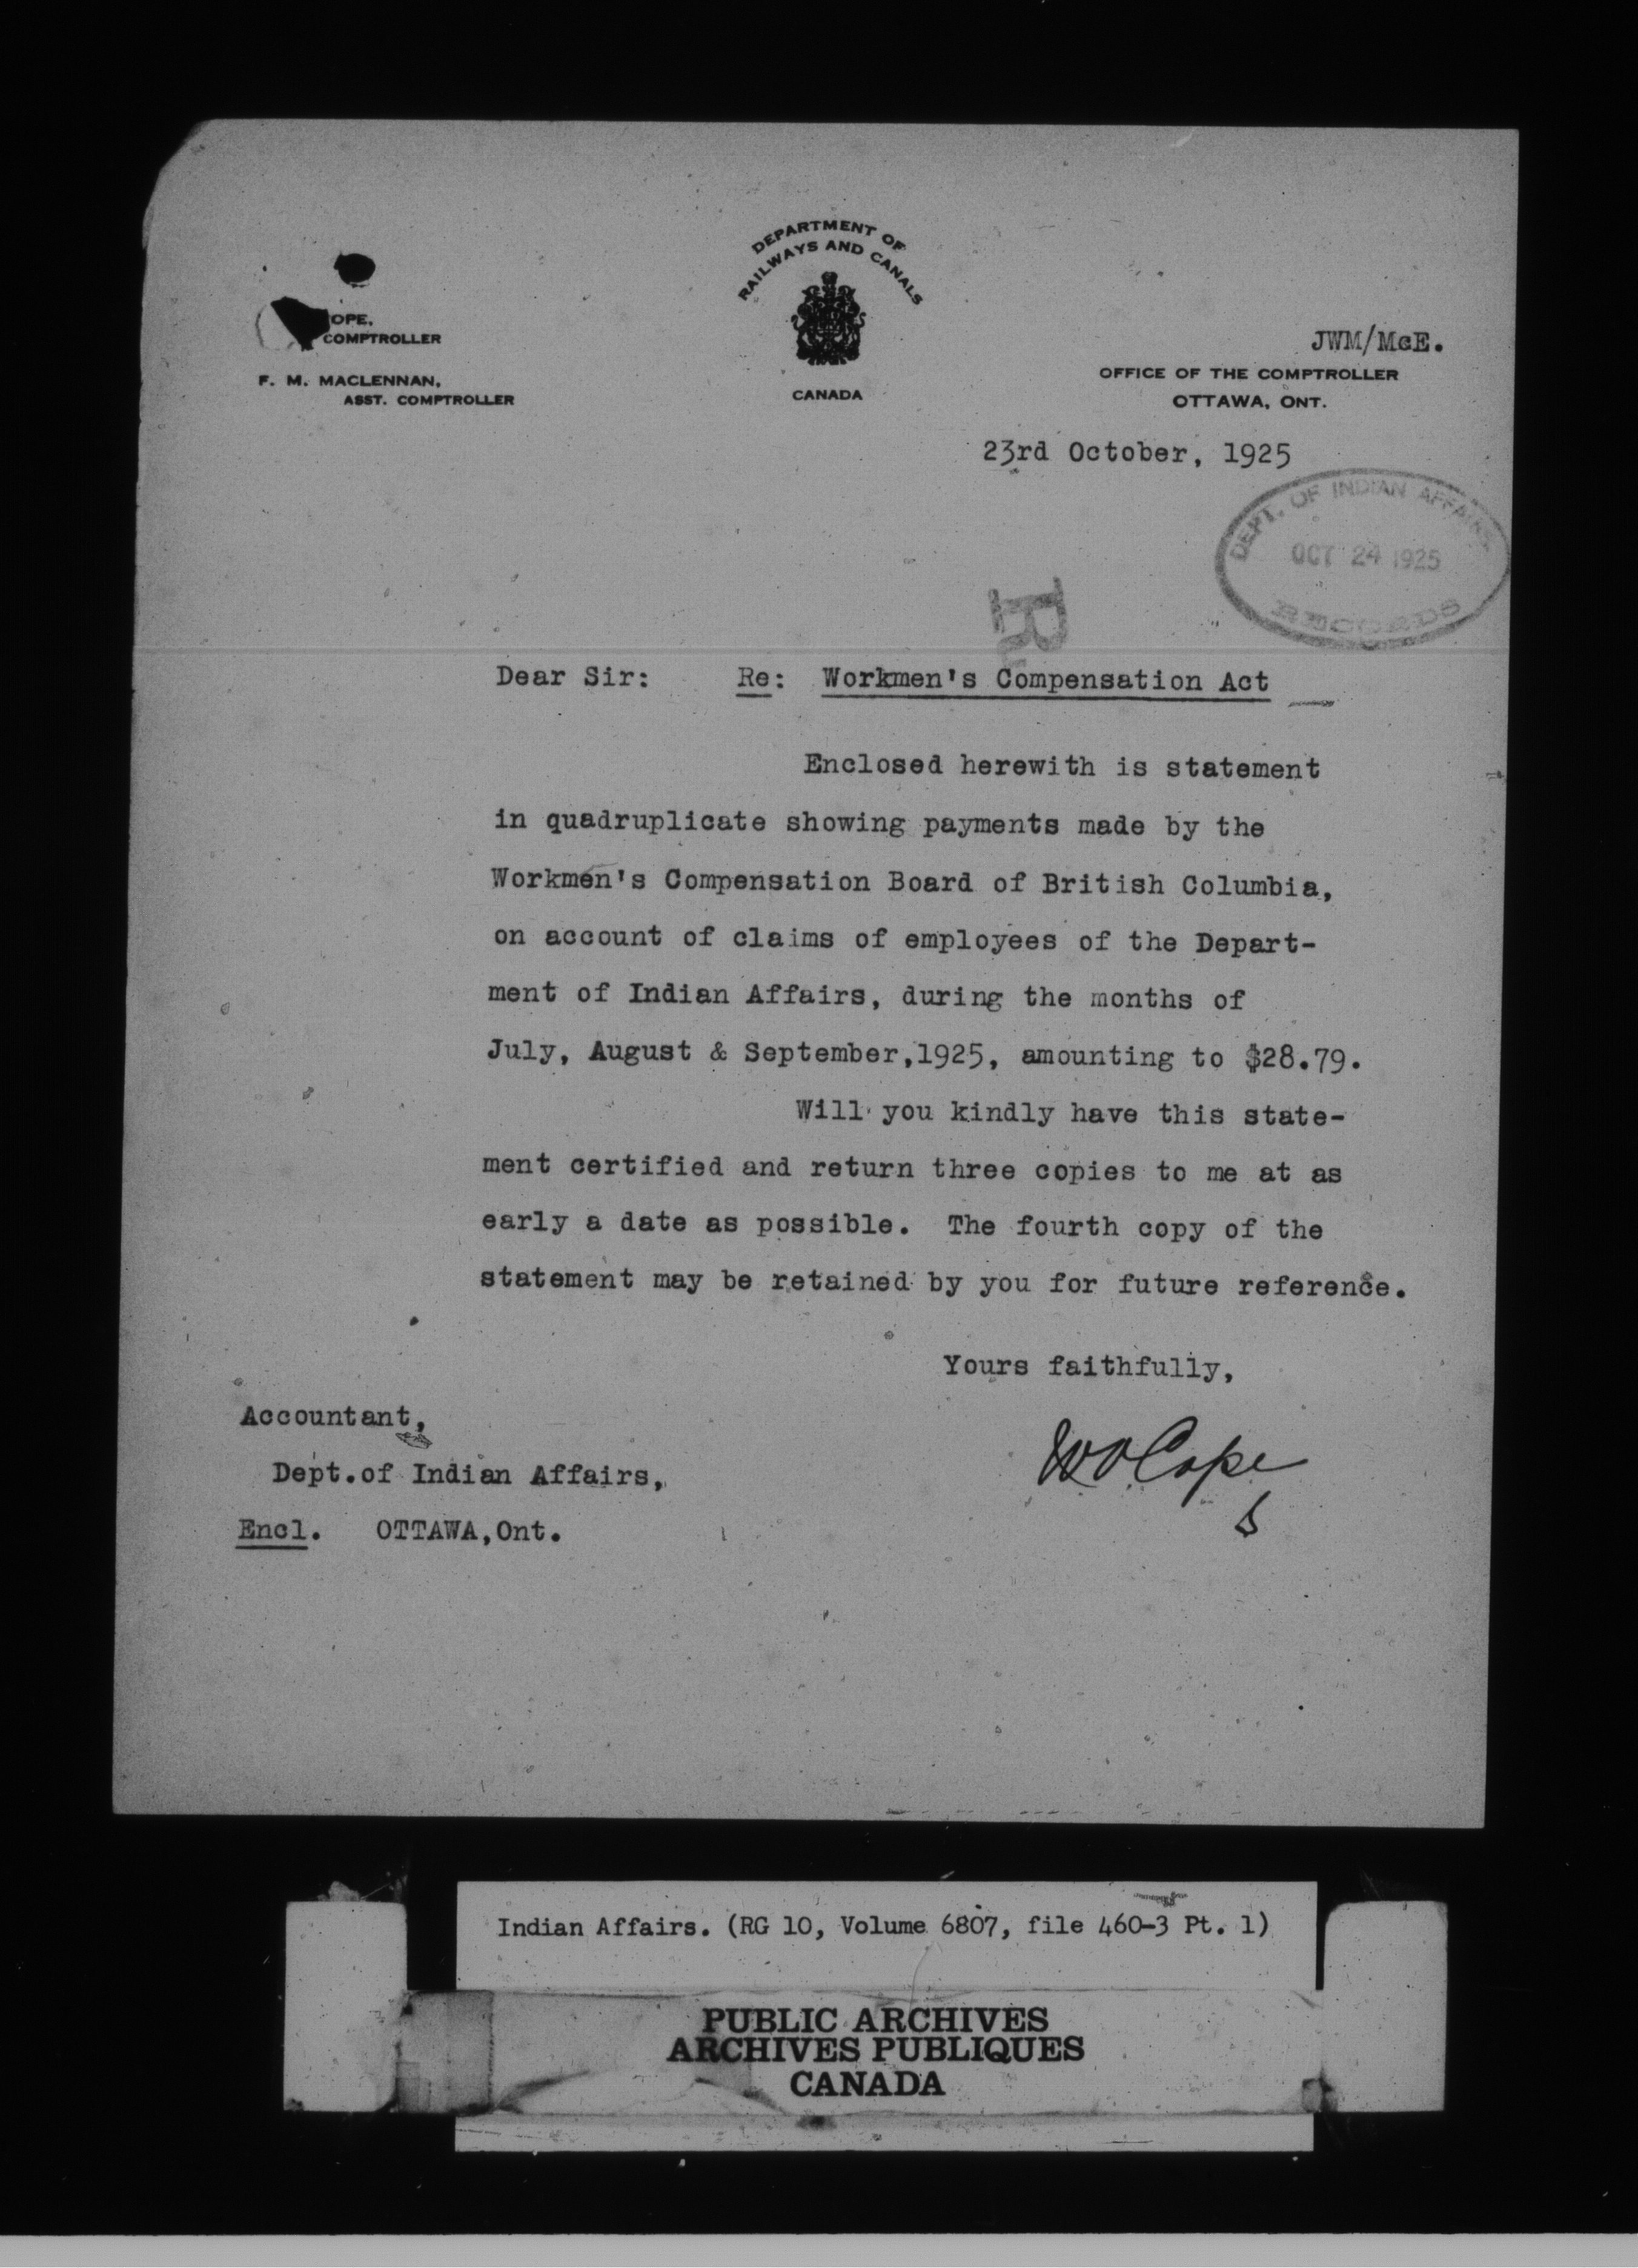 DEPARTMENT OF
RAILWAYS AND CANALS
CANADA
OPE,
COMPTROLLER
F. M. MACLENNAN,
ASST. COMPTROLLER
JWM/McE.
OFFICE OF THE COMPTROLLER
OTTAWA, ONT.
23rd October, 1925
DEPT. OF INDIAN AFFAIRS
OCT 24 1925
RECORDS
R
Dear Sir: Re: Workmen's Compensation Act
Enclosed herewith is statement
in quadruplicate showing payments made by the
Workmen's Compensation Board of British Columbia,
on account of claims of employees of the Depart-
ment of Indian Affairs, during the months of
July, August & September,1925, amounting to $28.79.
Will you kindly have this state-
ment certified and return three copies to me at as
early a date as possible. The fourth copy of the
statement may be retained by you for future reference.
Yours faithfully,
Accountant,
Dept.of Indian Affairs,
Encl. OTTAWA,Ont.
Indian Affairs. (RG 10, Volume 6807, file 460-3 Pt. 1)
PUBLIC ARCHIVES
ARCHIVES PUBLIQUES
CANADA